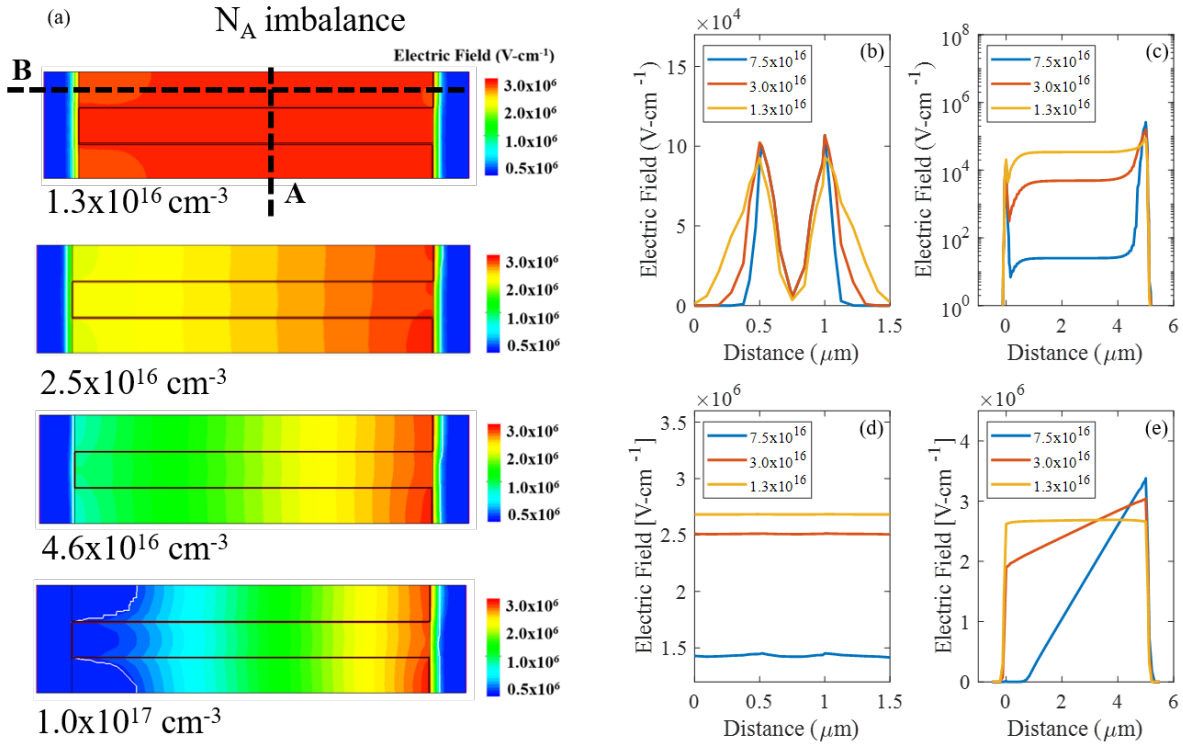 (a)
N_A imbalance
Electric Field (V-cm⁻¹)
B
3.0x10⁶
2.0x10⁶
1.0x10⁶
0.5x10⁶
1.3x10¹⁶ cm⁻³
A
3.0x10⁶
2.0x10⁶
1.0x10⁶
0.5x10⁶
2.5x10¹⁶ cm⁻³
3.0x10⁶
2.0x10⁶
1.0x10⁶
0.5x10⁶
4.6x10¹⁶ cm⁻³
3.0x10⁶
2.0x10⁶
1.0x10⁶
0.5x10⁶
1.0x10¹⁷ cm⁻³
×10⁴
(b)
7.5x10¹⁶
3.0x10¹⁶
1.3x10¹⁶
15
10
5
0
Electric Field (V-cm⁻¹)
0 0.5 1 1.5
Distance (μm)
(c)
7.5x10¹⁶
3.0x10¹⁶
1.3x10¹⁶
10⁸
10⁶
10⁴
10²
10⁰
Electric Field (V-cm⁻¹)
0 2 4 6
Distance (μm)
×10⁶
(d)
7.5x10¹⁶
3.0x10¹⁶
1.3x10¹⁶
3.5
3
2.5
2
1.5
Electric Field [V-cm⁻¹]
0 0.5 1 1.5
Distance (μm)
×10⁶
(e)
7.5x10¹⁶
3.0x10¹⁶
1.3x10¹⁶
4
3
2
1
0
Electric Field [V-cm⁻¹]
0 2 4 6
Distance (μm)